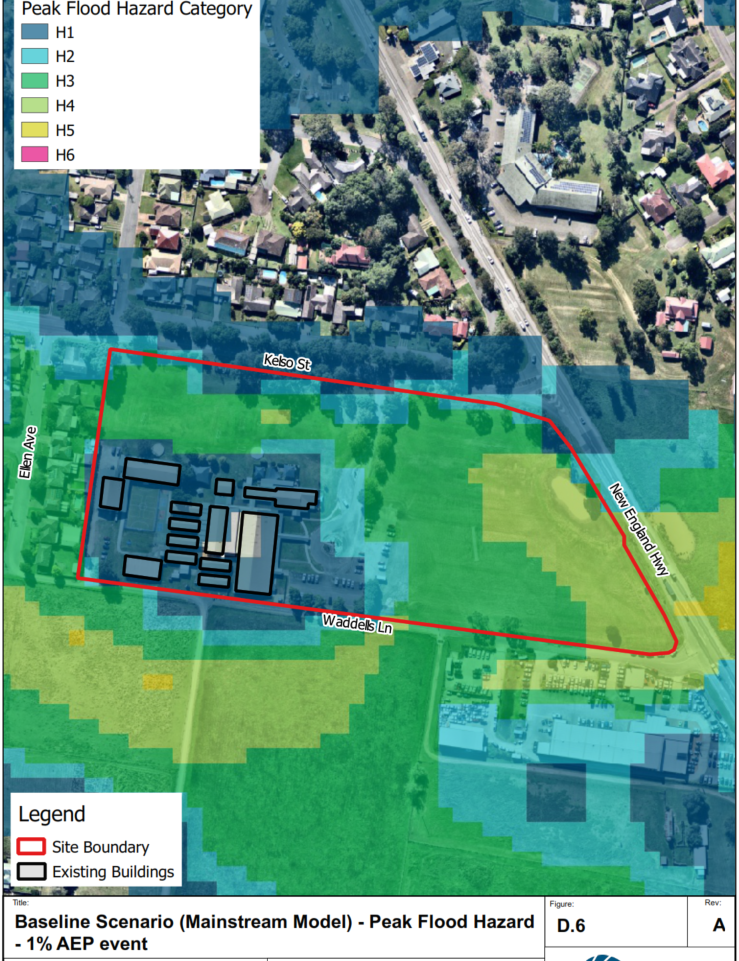 Peak Flood Hazard Category
H1
H2
H3
H4
H5
H6
Kelso St
Ellen Ave
New England Hwy
Waddells Ln
Legend
Site Boundary
Existing Buildings
Title:
Baseline Scenario (Mainstream Model) - Peak Flood Hazard
- 1% AEP event
Figure:
D.6
Rev:
A